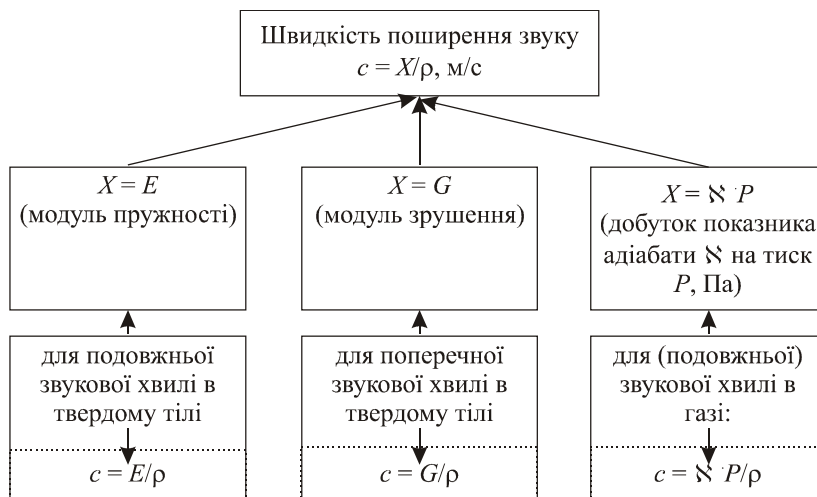 Швидкість поширення звуку
c = X/ρ, м/с
X = E
(модуль пружності)
X = G
(модуль зрушення)
X = ℵ ·P
(добуток показника
адіабати ℵ на тиск
P, Па)
для подовжньої
звукової хвилі в
твердому тілі
c = E/ρ
для поперечної
звукової хвилі в
твердому тілі
c = G/ρ
для (подовжньої)
звукової хвилі в
газі:
c = ℵ ·P/ρ